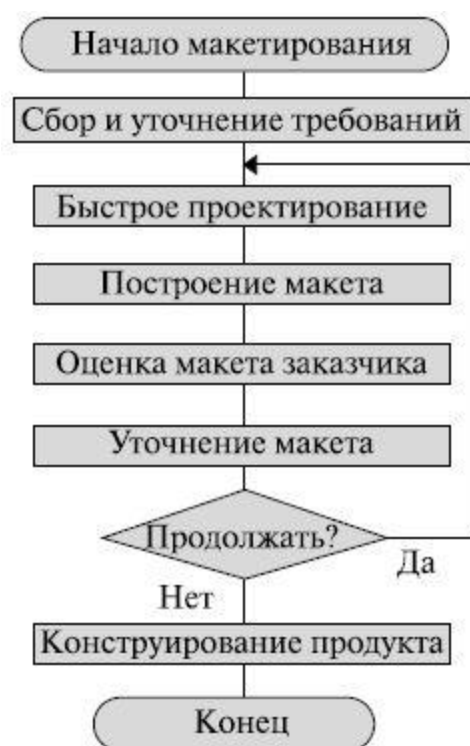 Начало макетирования
Сбор и уточнение требований
Быстрое проектирование
Построение макета
Оценка макета заказчика
Уточнение макета
Продолжать?
Да
Нет
Конструирование продукта
Конец